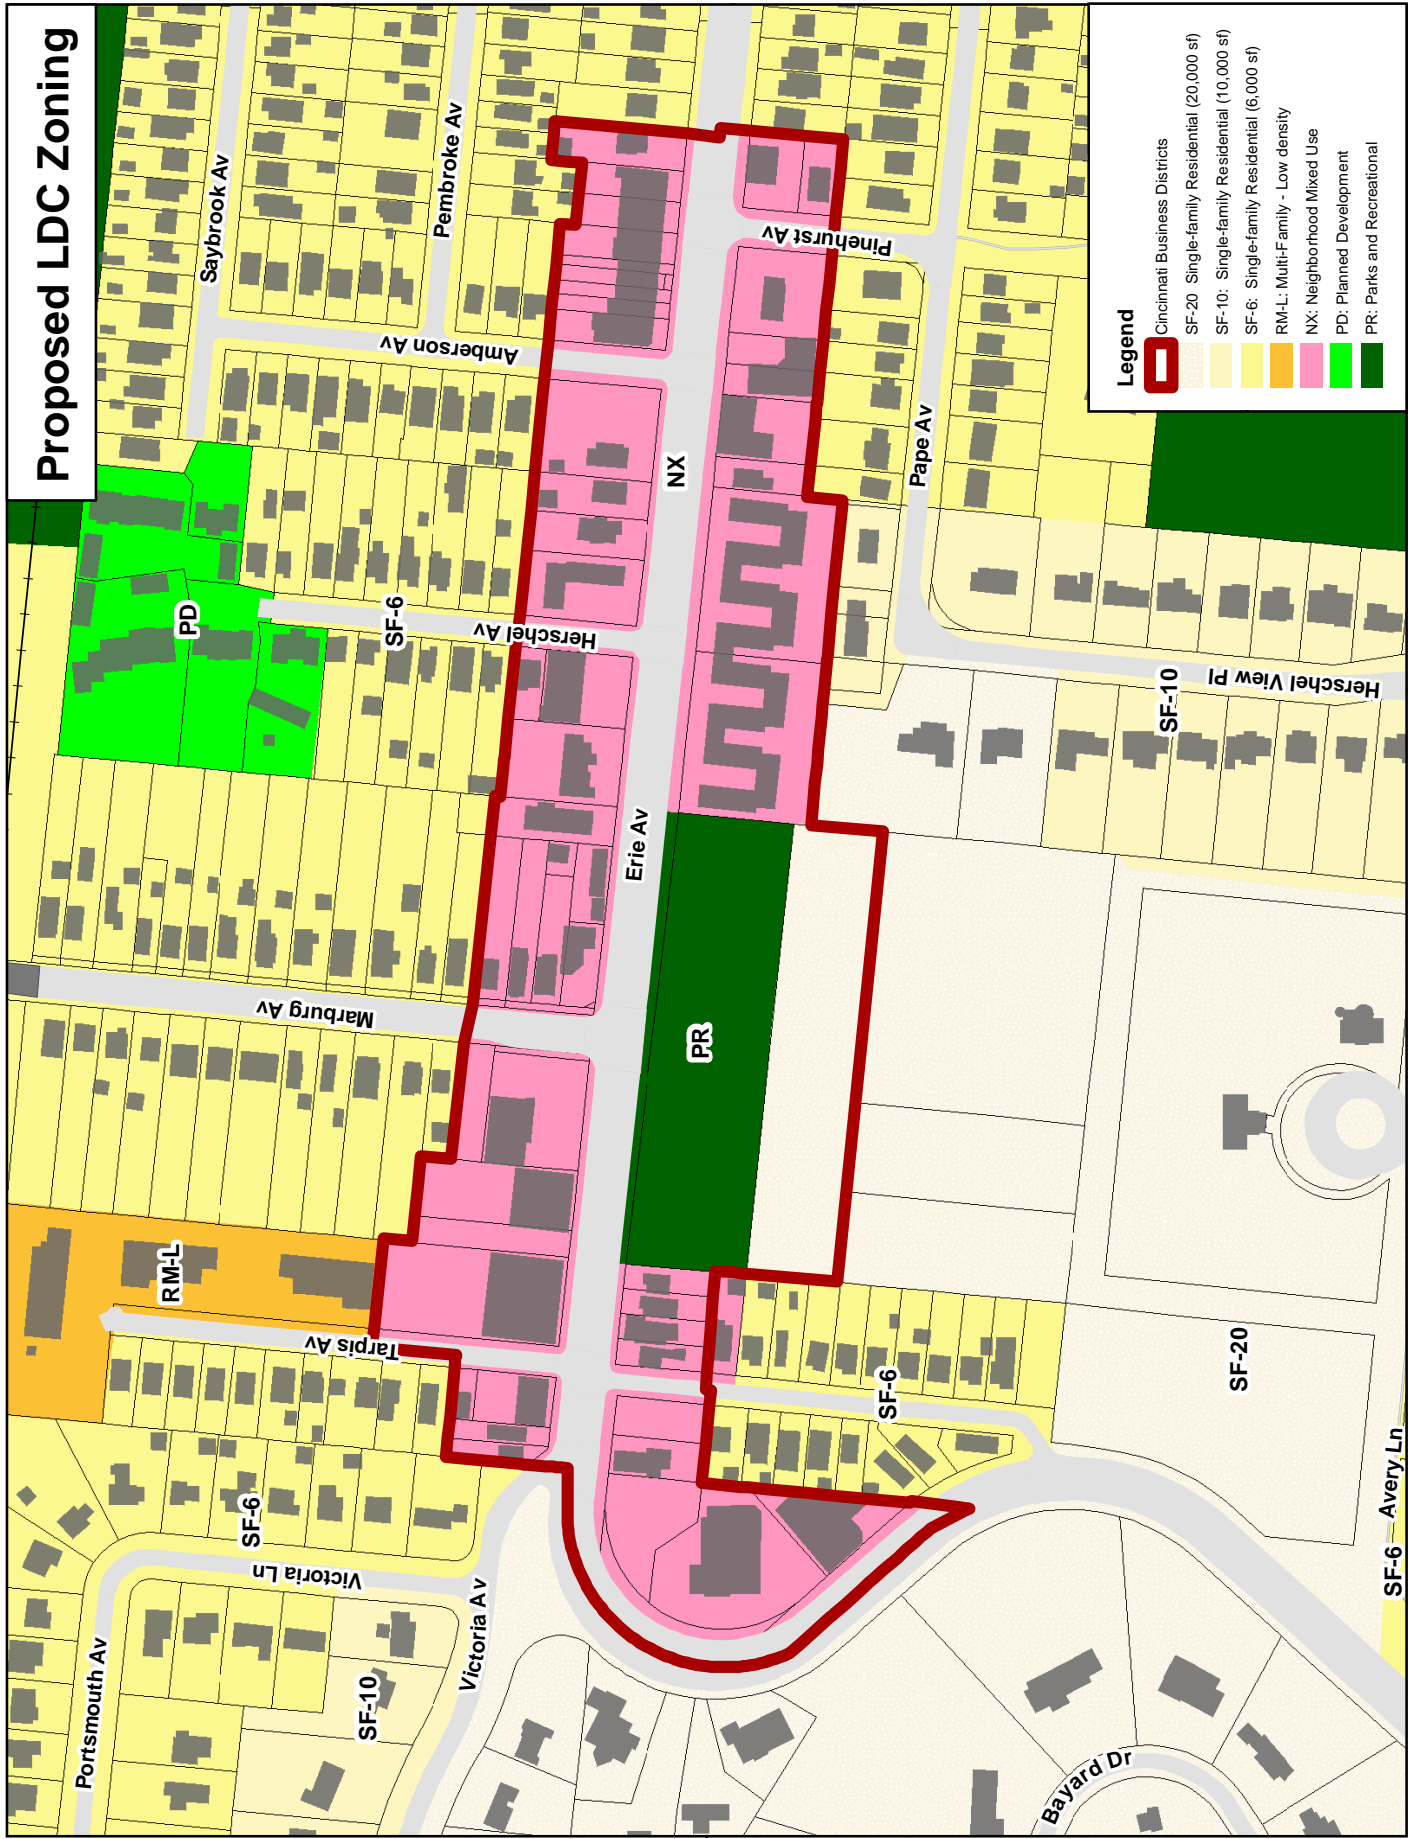 Proposed LDC Zoning
Saybrook Av
Pembroke Av
Amberson Av
Pinehurst Av
NX
Pape Av
PD
SF-6
Herschel Av
Herschel View Pl
SF-10
Erie Av
Marburg Av
PR
RM-L
Tarpis Av
SF-6
SF-20
SF-6
Victoria Ln
Victoria Av
Portsmouth Av
SF-10
Avery Ln
SF-6
Bayard Dr
Legend
Cincinnati Business Districts
SF-20 Single-family Residential (20,000 sf)
SF-10: Single-family Residential (10,000 sf)
SF-6: Single-family Residential (6,000 sf)
RM-L: Multi-Family - Low density
NX: Neighborhood Mixed Use
PD: Planned Development
PR: Parks and Recreational